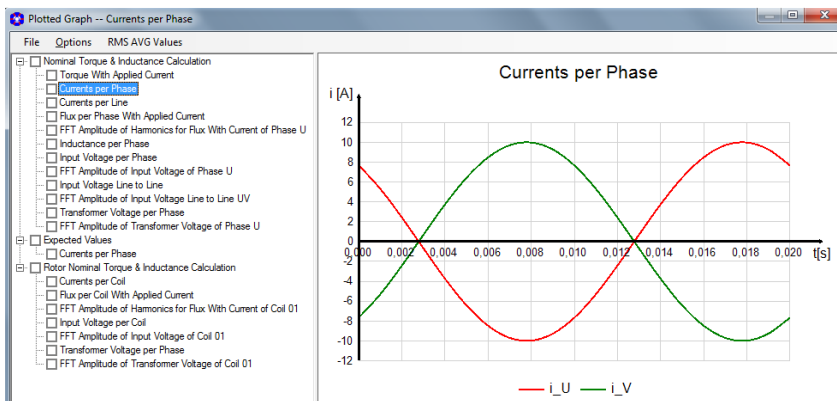 Plotted Graph -- Currents per Phase
File Options RMS AVG Values
Nominal Torque & Inductance Calculation
Torque With Applied Current
Currents per Phase
Currents per Line
Flux per Phase With Applied Current
FFT Amplitude of Harmonics for Flux With Current of Phase U
Inductance per Phase
Input Voltage per Phase
FFT Amplitude of Input Voltage of Phase U
Input Voltage Line to Line
FFT Amplitude of Input Voltage Line to Line UV
Transformer Voltage per Phase
FFT Amplitude of Transformer Voltage of Phase U
Expected Values
Currents per Phase
Rotor Nominal Torque & Inductance Calculation
Currents per Coil
Flux per Coil With Applied Current
FFT Amplitude of Harmonics for Flux With Current of Coil 01
Input Voltage per Coil
FFT Amplitude of Input Voltage of Coil 01
Transformer Voltage per Phase
FFT Amplitude of Transformer Voltage of Coil 01
Currents per Phase
i [A]
12
10
8
6
4
2
0
-2
-4
-6
-8
-10
-12
0,000 0,002 0,004 0,006 0,008 0,010 0,012 0,014 0,016 0,018 0,020 t[s]
i_U i_V